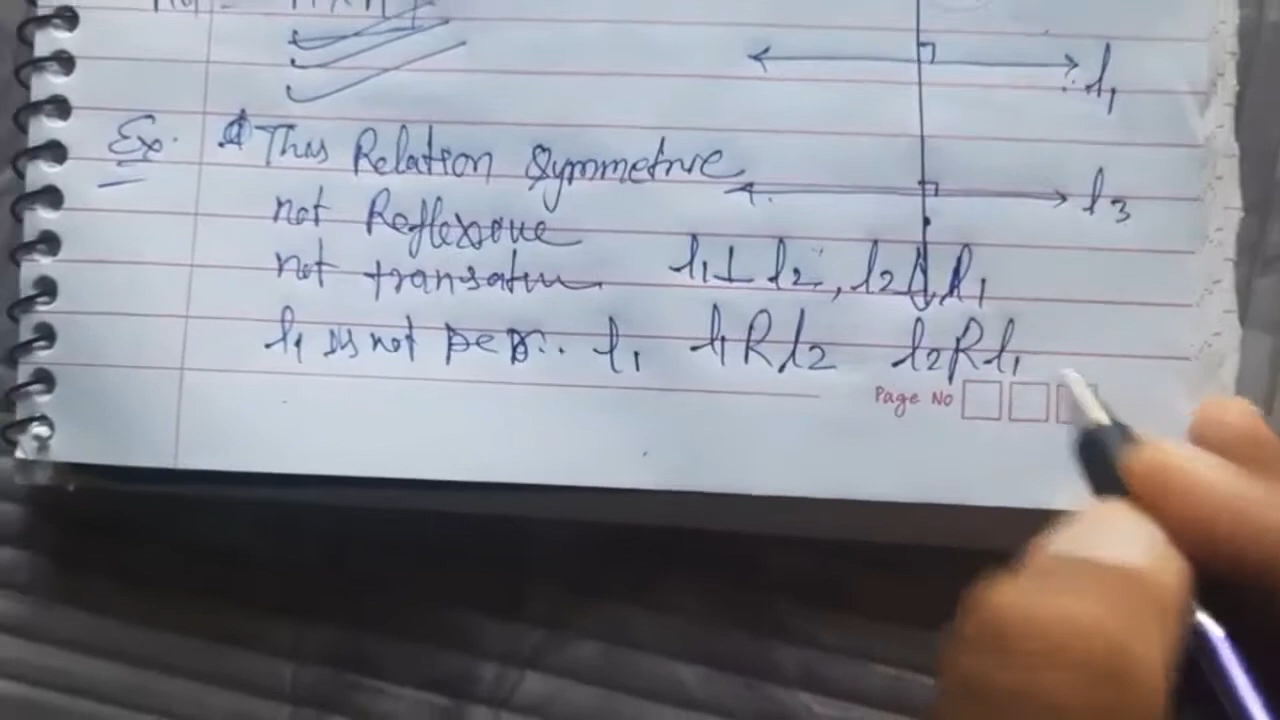 l₁
Ex. This Relation Symmetric
l₃
not Reflexive
not transative l₁ ⊥ l₂, l₂ ⊥ l₁
l₁ is not per. l₁ l₁Rl₂ l₂Rl₁
Page No